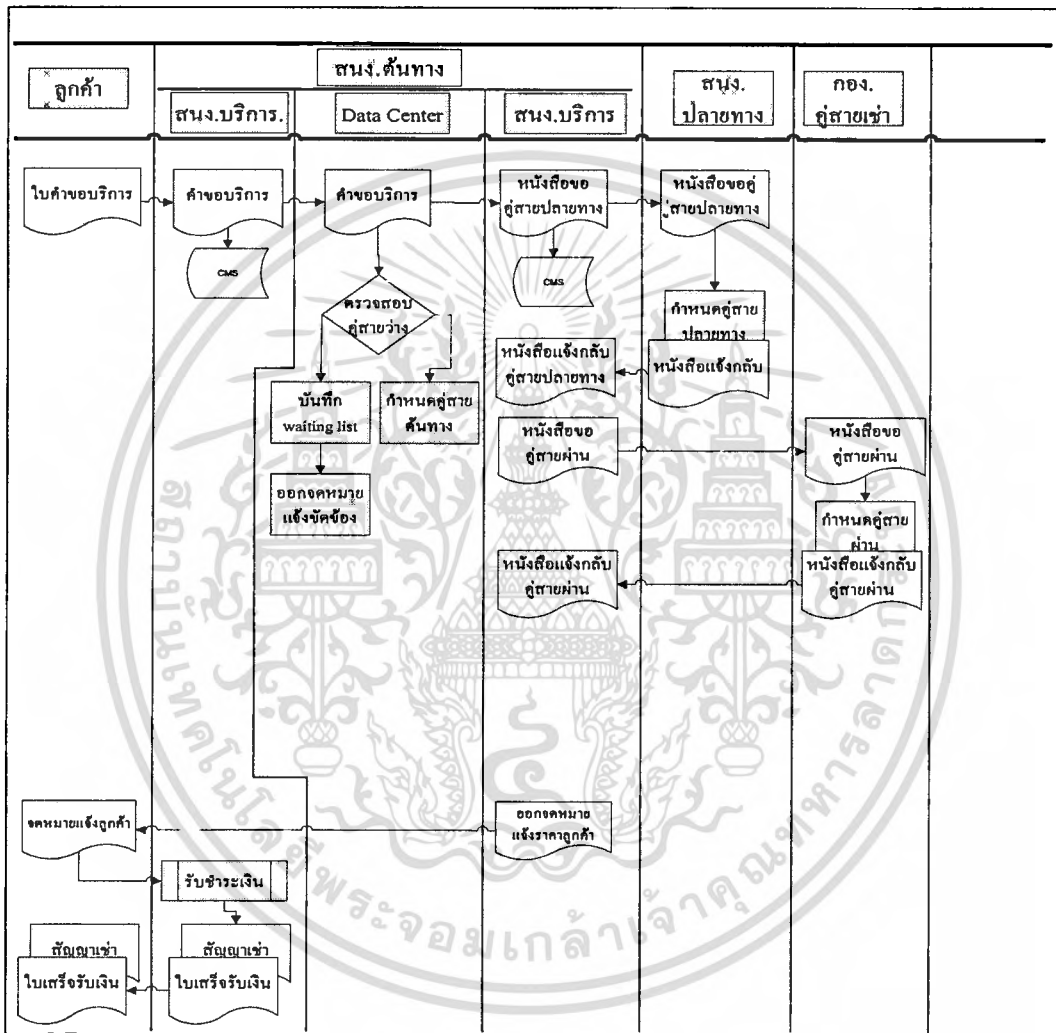 ลูกค้า
สนง.ต้นทาง
สนง.บริการ.
Data Center
สนง.บริการ
สนง.
ปลายทาง
กอง.
คู่สายเช่า
ใบคำขอบริการ
คำขอบริการ
คำขอบริการ
หนังสือขอ
คู่สายปลายทาง
หนังสือขอคู่
สายปลายทาง
CMS
CMS
ตรวจสอบ
คู่สายว่าง
กำหนดคู่สาย
ปลายทาง
หนังสือแจ้งกลับ
คู่สายปลายทาง
หนังสือแจ้งกลับ
บันทึก
waiting list
กำหนดคู่สาย
ต้นทาง
หนังสือขอ
คู่สายผ่าน
หนังสือขอ
คู่สายผ่าน
ออกจดหมาย
แจ้งขัดข้อง
กำหนดคู่สาย
ผ่าน
หนังสือแจ้งกลับ
คู่สายผ่าน
หนังสือแจ้งกลับ
คู่สายผ่าน
จดหมายแจ้งลูกค้า
ออกจดหมาย
แจ้งราคาลูกค้า
รับชำระเงิน
สัญญาเช่า
ใบเสร็จรับเงิน
สัญญาเช่า
ใบเสร็จรับเงิน